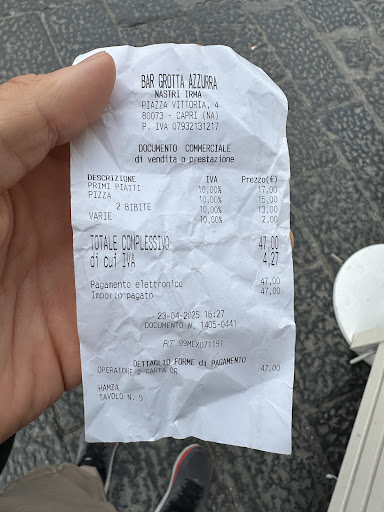 BAR GROTTA AZZURRA
NASTRI IRMA
PIAZZA VITTORIA, 4
80073 - CAPRI (NA)
P. IVA 07932131217
DOCUMENTO COMMERCIALE
di vendita o prestazione
DESCRIZIONE IVA Prezzo(€)
PRIMI PIATTI 10,00% 17,00
PIZZA 10,00% 15,00
2 BIBITE 10,00% 13,00
VARIE 10,00% 2,00
TOTALE COMPLESSIVO 47,00
di cui IVA 4,27
Pagamento elettronico 47,00
Importo pagato 47,00
23-04-2025 16:27
DOCUMENTO N. 1405-0441
RT 99MEX071191
DETTAGLIO FORME di PAGAMENTO
OPERATORE 2 CARTA CR 47,00
HAMZA
TAVOLO N. 5